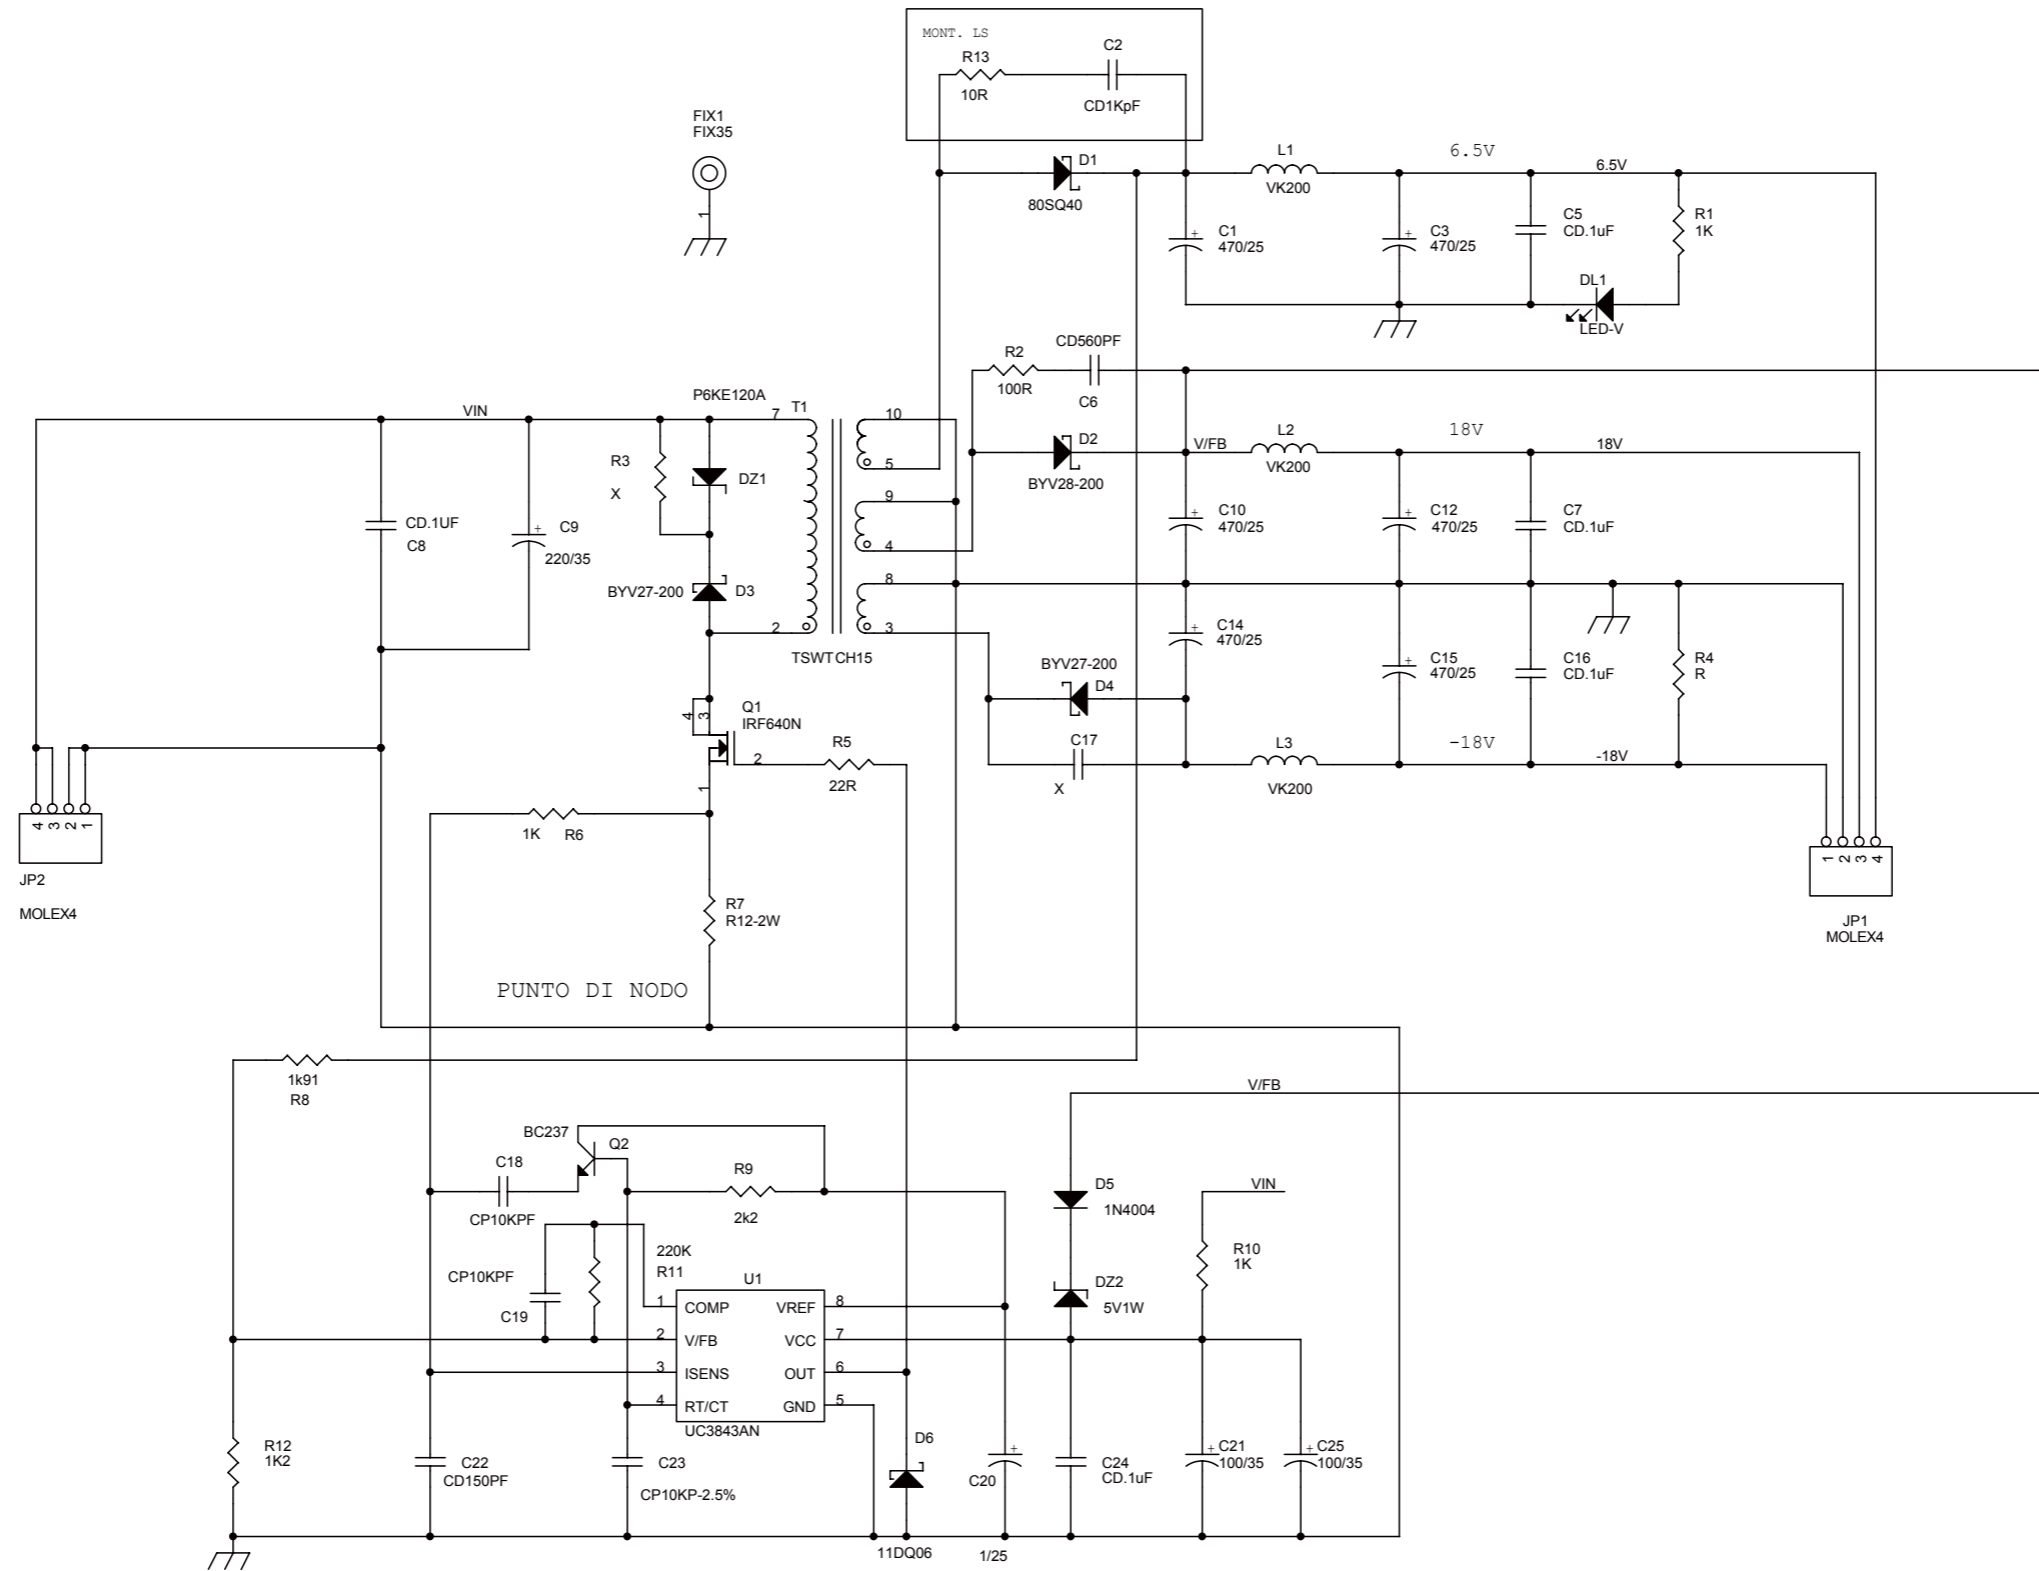 MONT. LS
R13
10R
C2
CD1KpF
FIX1
FIX35
1
D1
80SQ40
L1
VK200
6.5V
6.5V
C1
470/25
C3
470/25
C5
CD.1uF
R1
1K
DL1
LED-V
R2
100R
CD560PF
C6
P6KE120A
VIN
7
T1
10
5
9
4
8
3
2
TSWTCH15
R3
X
DZ1
BYV27-200
D3
CD.1UF
C8
C9
220/35
D2
BYV28-200
V/FB
L2
VK200
18V
18V
C10
470/25
C12
470/25
C7
CD.1uF
C14
470/25
C15
470/25
C16
CD.1uF
R4
R
BYV27-200
D4
C17
X
L3
VK200
-18V
-18V
Q1
IRF640N
4
3
2
1
R5
22R
1K
R6
R7
R12-2W
4
3
2
1
JP2
MOLEX4
1
2
3
4
JP1
MOLEX4
PUNTO DI NODO
1k91
R8
V/FB
BC237
Q2
C18
CP10KPF
R9
2k2
220K
R11
CP10KPF
C19
U1
1
COMP
VREF
8
2
V/FB
VCC
7
3
ISENS
OUT
6
4
RT/CT
GND
5
UC3843AN
D5
1N4004
DZ2
5V1W
VIN
R10
1K
R12
1K2
C22
CD150PF
C23
CP10KP-2.5%
D6
11DQ06
C20
1/25
C24
CD.1uF
C21
100/35
C25
100/35